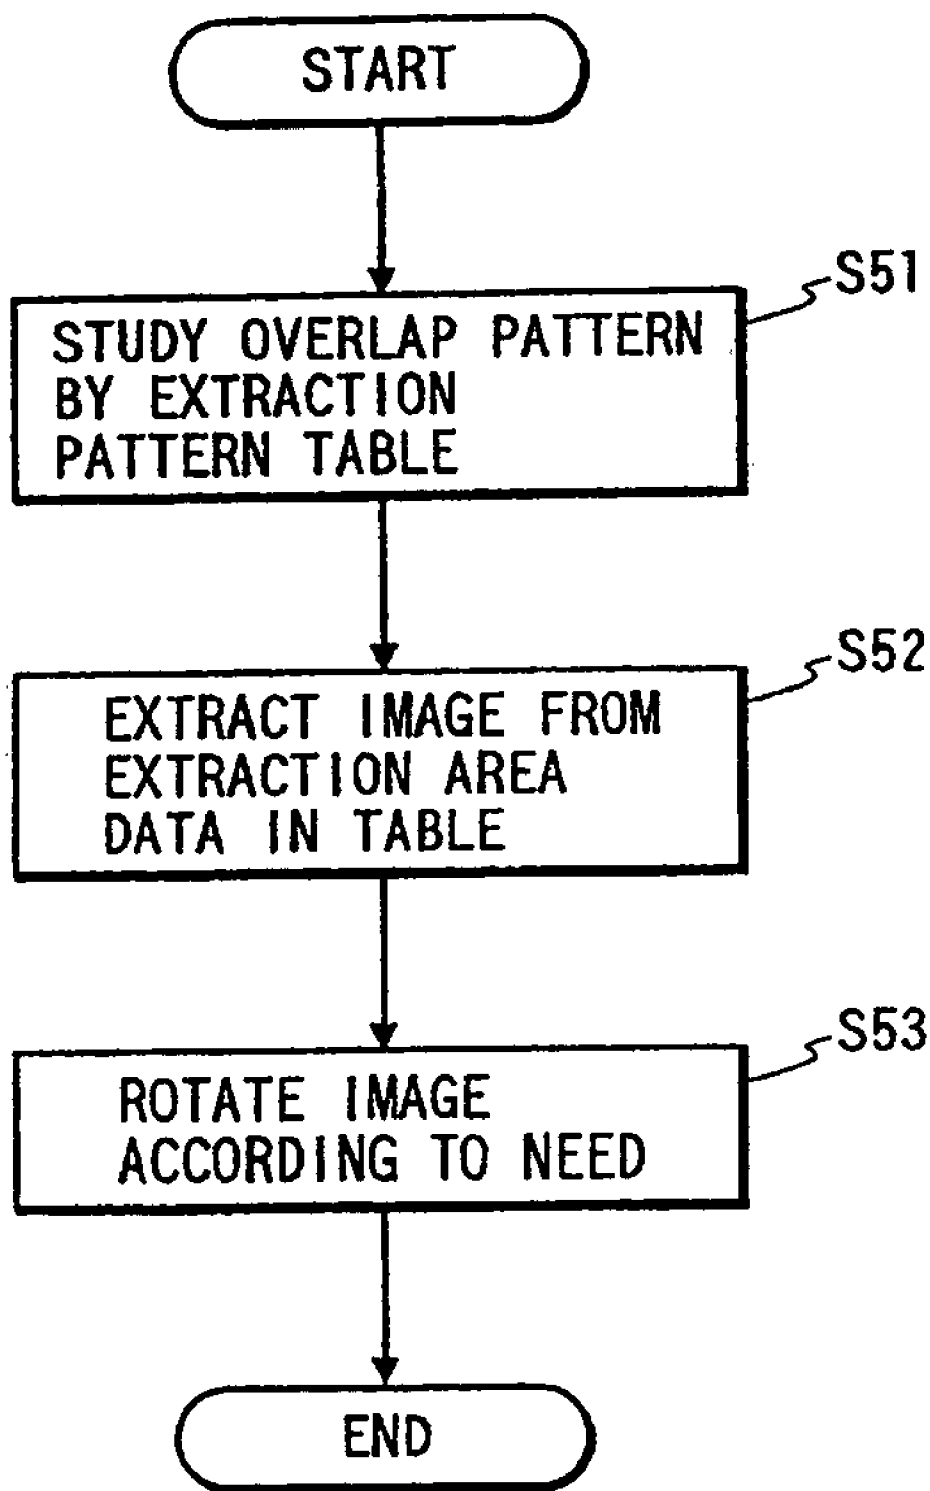 START
S51
STUDY OVERLAP PATTERN
BY EXTRACTION
PATTERN TABLE
S52
EXTRACT IMAGE FROM
EXTRACTION AREA
DATA IN TABLE
S53
ROTATE IMAGE
ACCORDING TO NEED
END